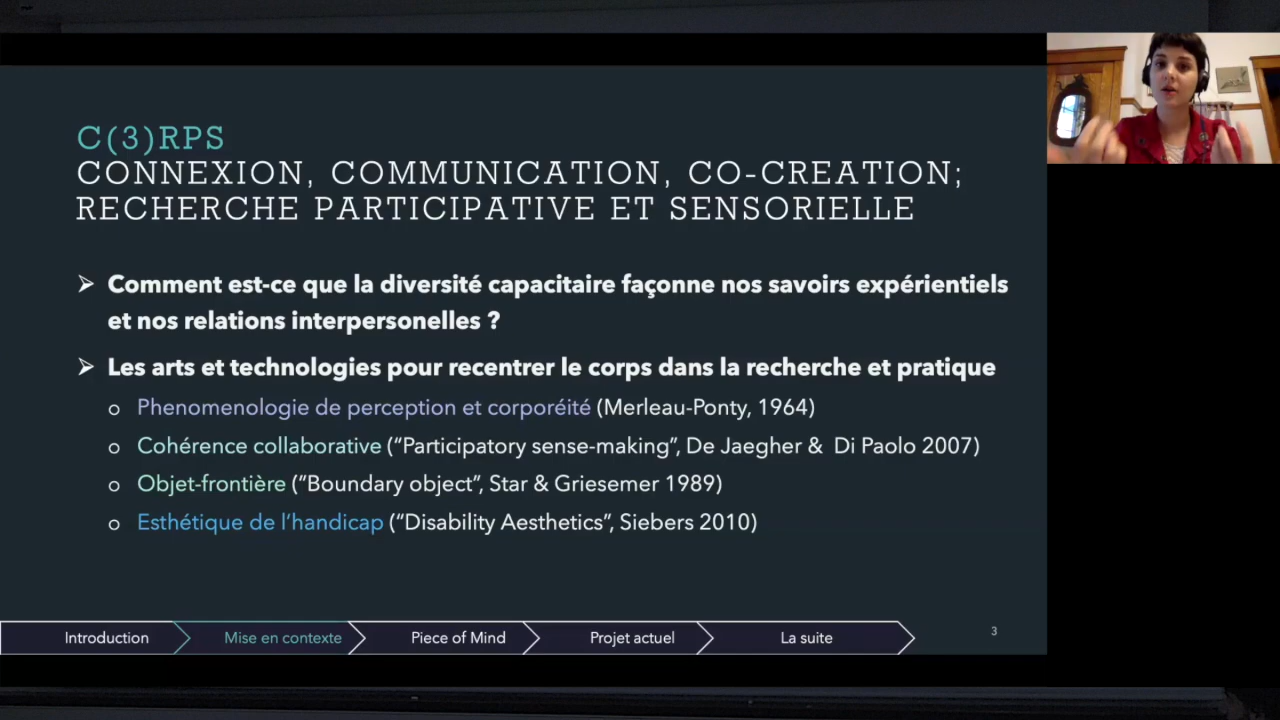 C(3)RPS
CONNEXION, COMMUNICATION, CO-CREATION;
RECHERCHE PARTICIPATIVE ET SENSORIELLE
➢ Comment est-ce que la diversité capacitaire façonne nos savoirs expérientiels
et nos relations interpersonelles ?
➢ Les arts et technologies pour recentrer le corps dans la recherche et pratique
o Phenomenologie de perception et corporéité (Merleau-Ponty, 1964)
o Cohérence collaborative (“Participatory sense-making”, De Jaegher & Di Paolo 2007)
o Objet-frontière (“Boundary object”, Star & Griesemer 1989)
o Esthétique de l’handicap (“Disability Aesthetics”, Siebers 2010)
Introduction Mise en contexte Piece of Mind Projet actuel La suite
3